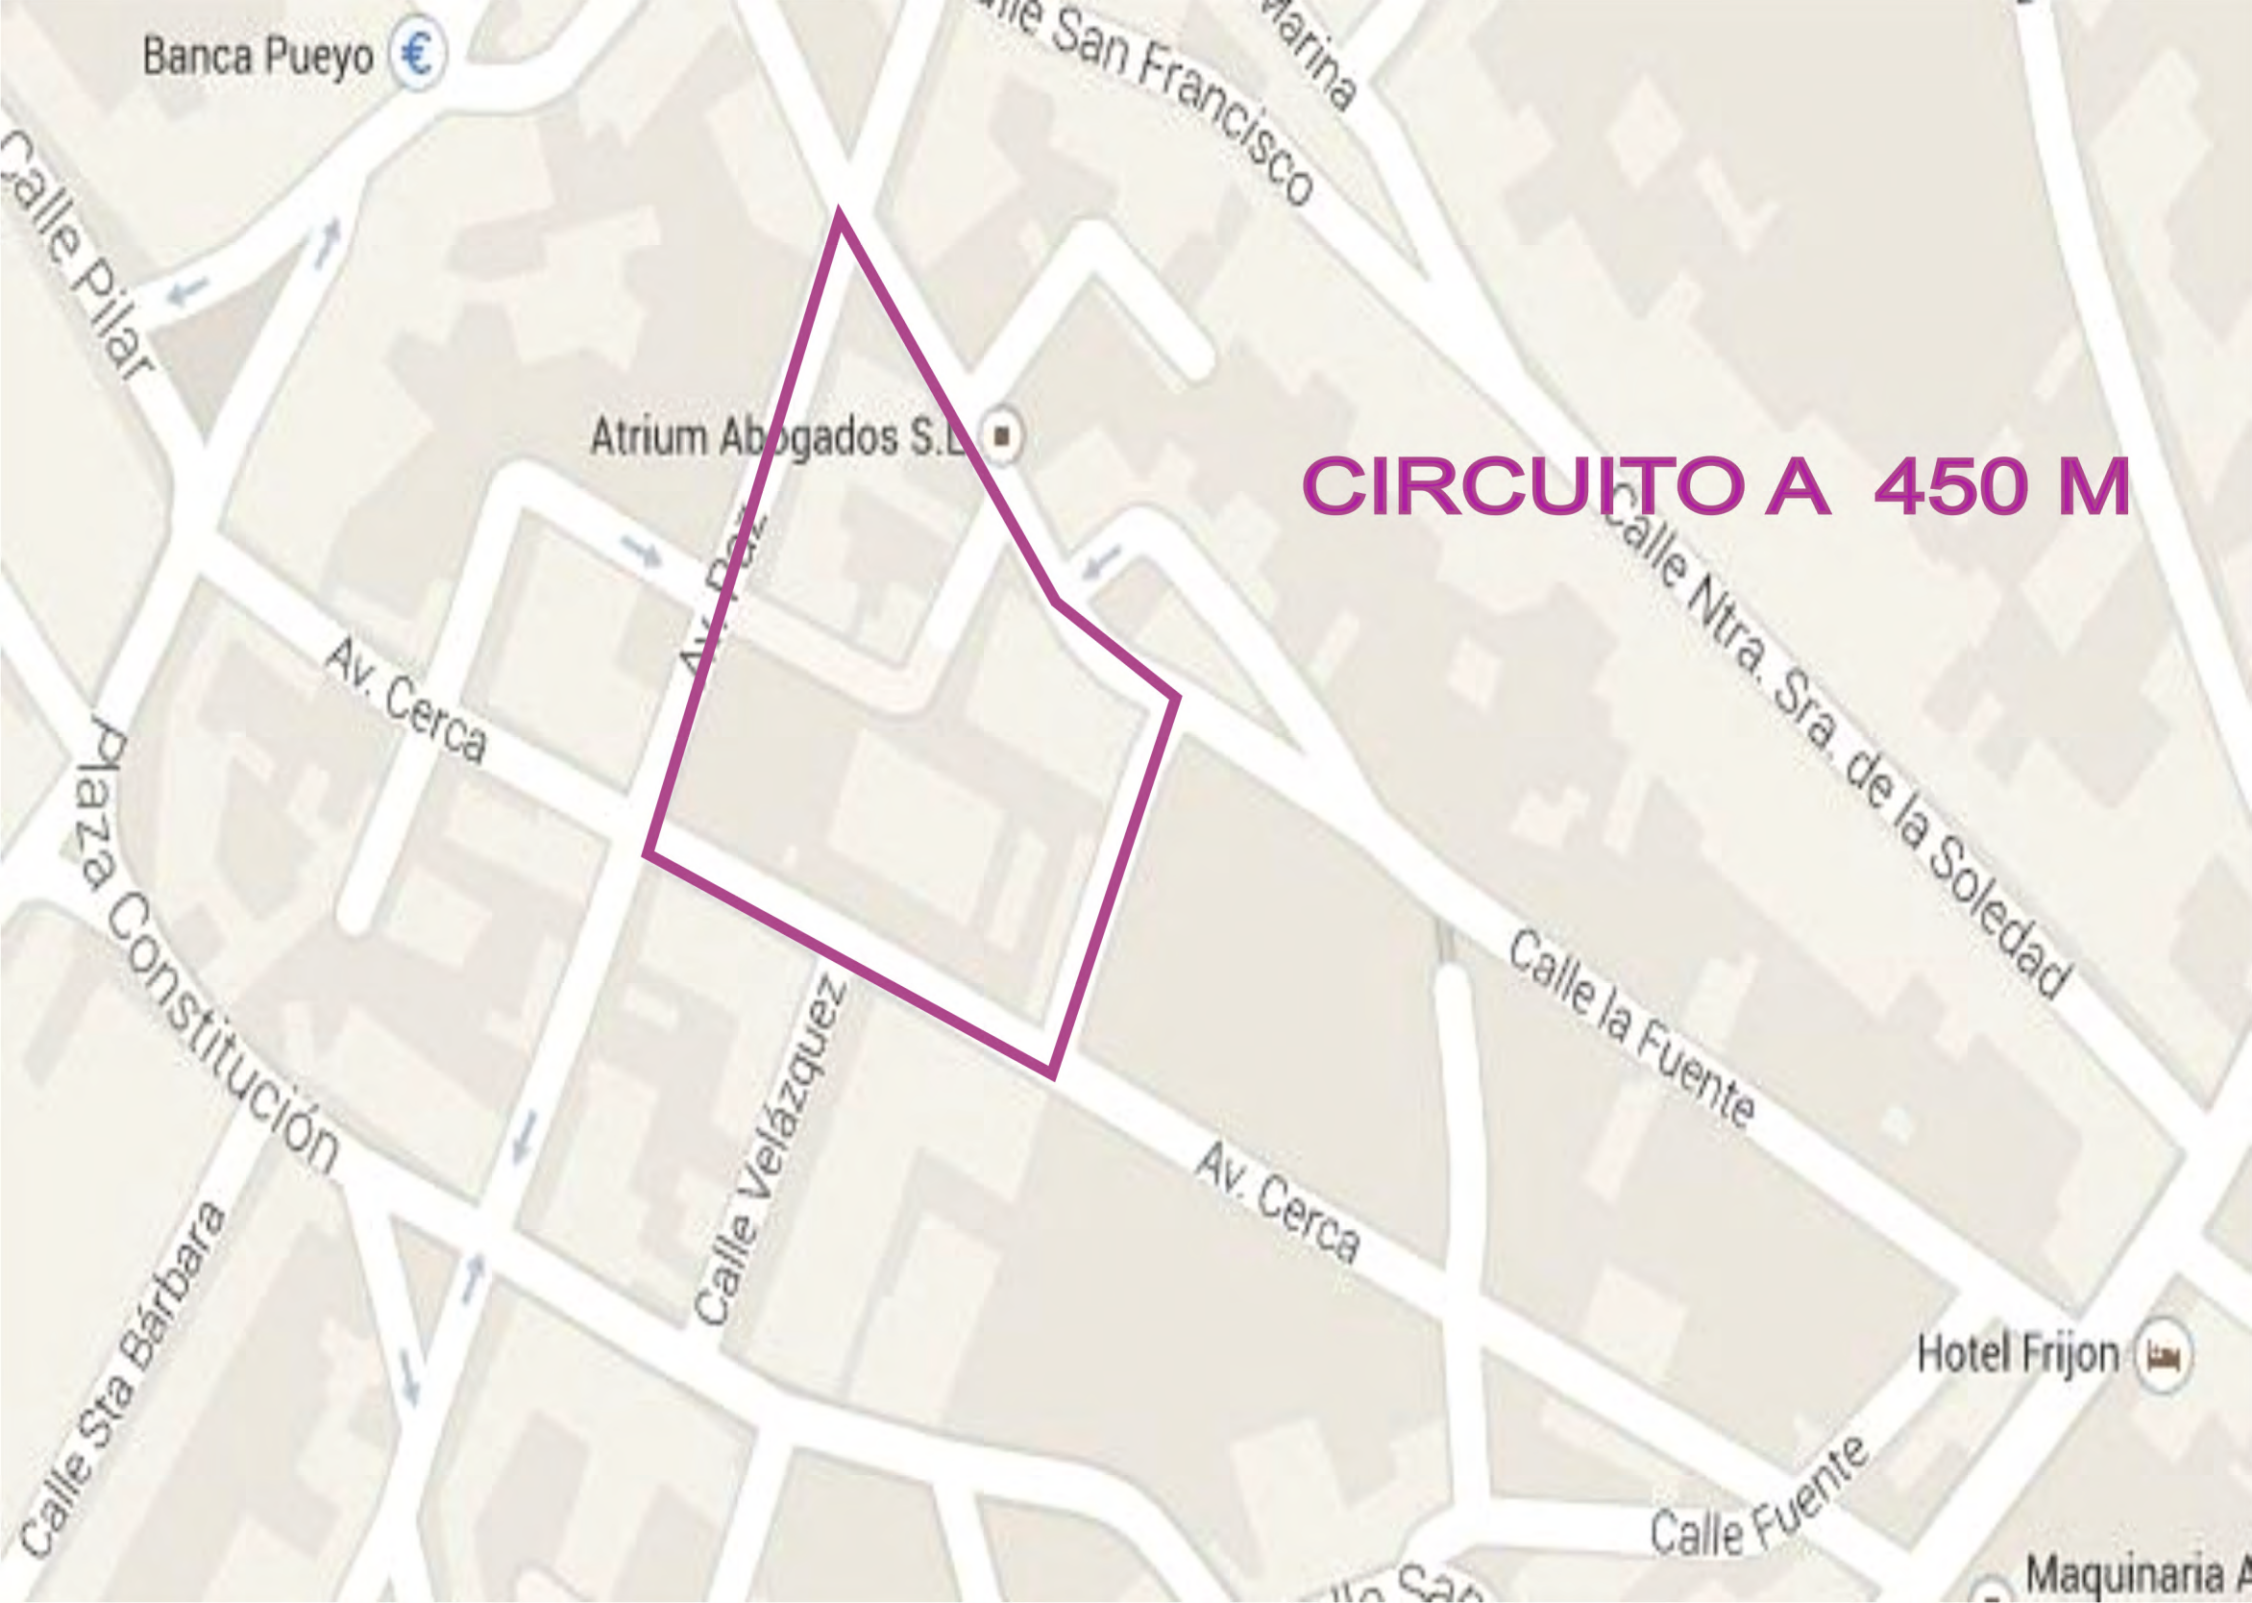 Banca Pueyo
San Francisco
Marina
Calle Pilar
Atrium Abogados S.L
CIRCUITO A 450 M
Av. Paz
Calle Ntra. Sra. de la Soledad
Av. Cerca
Plaza Constitución
Calle la Fuente
Calle Velázquez
Av. Cerca
Calle Sta Bárbara
Hotel Frijon
Calle Fuente
San
Maquinaria A